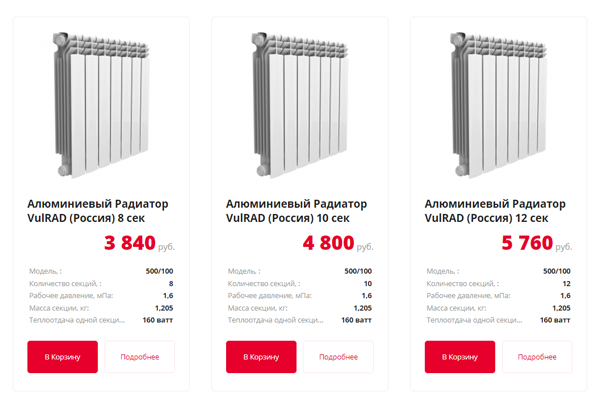 Алюминиевый Радиатор
VulRAD (Россия) 8 сек
3 840 руб.
Модель, : 500/100
Количество секций, : 8
Рабочее давление, мПа: 1,6
Масса секции, кг: 1,205
Теплоотдача одной секци... 160 ватт
В Корзину
Подробнее
Алюминиевый Радиатор
VulRAD (Россия) 10 сек
4 800 руб.
Модель, : 500/100
Количество секций, : 10
Рабочее давление, мПа: 1,6
Масса секции, кг: 1,205
Теплоотдача одной секци... 160 ватт
В Корзину
Подробнее
Алюминиевый Радиатор
VulRAD (Россия) 12 сек
5 760 руб.
Модель, : 500/100
Количество секций, : 12
Рабочее давление, мПа: 1,6
Масса секции, кг: 1,205
Теплоотдача одной секци... 160 ватт
В Корзину
Подробнее